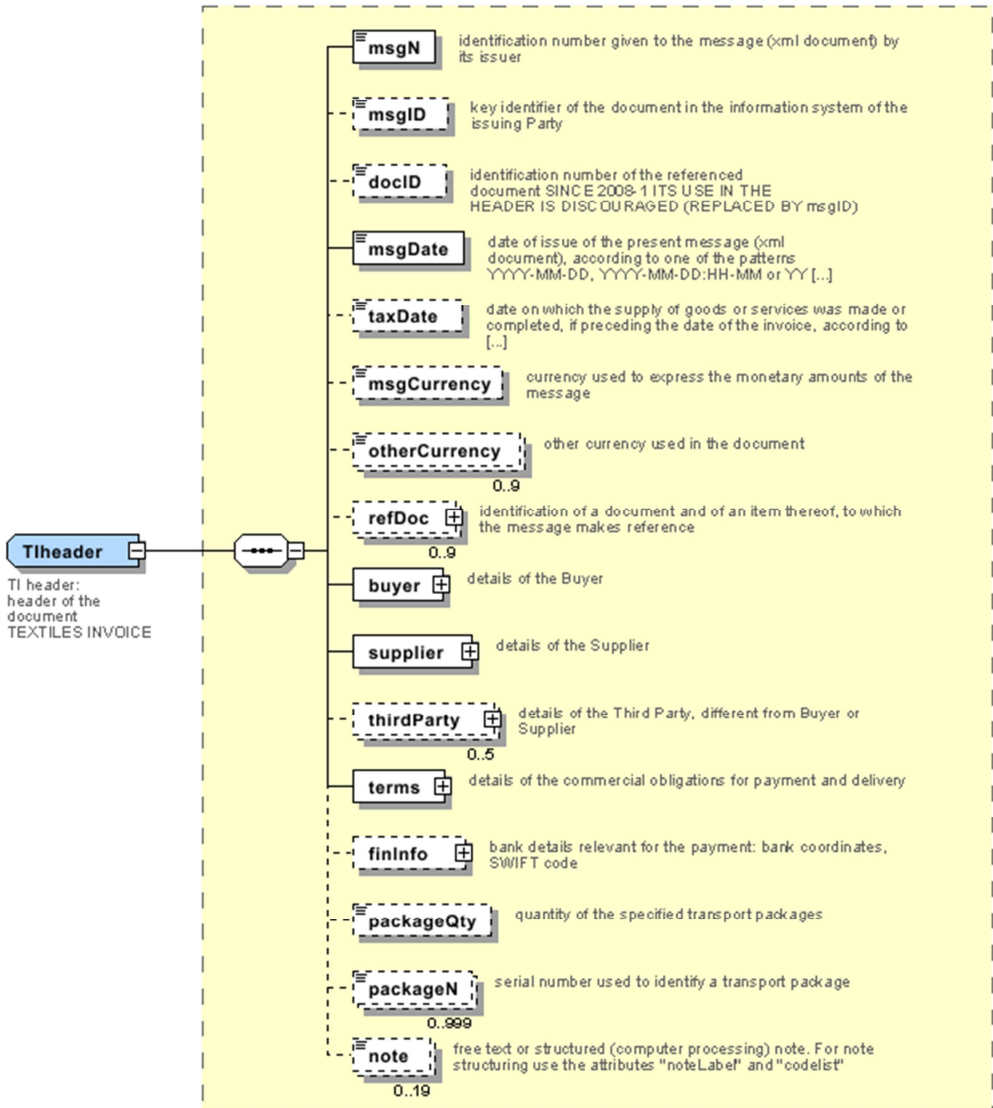 msgN
identification number given to the message (xml document) by
its issuer
msgID
key identifier of the document in the information system of the
issuing Party
docID
identification number of the referenced
document SINCE 2008-1 ITS USE IN THE
HEADER IS DISCOURAGED (REPLACED BY msgID)
msgDate
date of issue of the present message (xml
document), according to one of the patterns
YYYY-MM-DD, YYYY-MM-DD:HH-MM or YY [...]
taxDate
date on which the supply of goods or services was made or
completed, if preceding the date of the invoice, according to
[...]
msgCurrency
currency used to express the monetary amounts of the
message
otherCurrency
other currency used in the document
0..9
refDoc
identification of a document and of an item thereof, to which
the message makes reference
0..9
TIheader
TI header:
header of the
document
TEXTILES INVOICE
buyer
details of the Buyer
supplier
details of the Supplier
thirdParty
details of the Third Party, different from Buyer or
Supplier
0..5
terms
details of the commercial obligations for payment and delivery
finInfo
bank details relevant for the payment: bank coordinates,
SWIFT code
packageQty
quantity of the specified transport packages
packageN
serial number used to identify a transport package
0..999
note
free text or structured (computer processing) note. For note
structuring use the attributes "noteLabel" and "codelist"
0..19